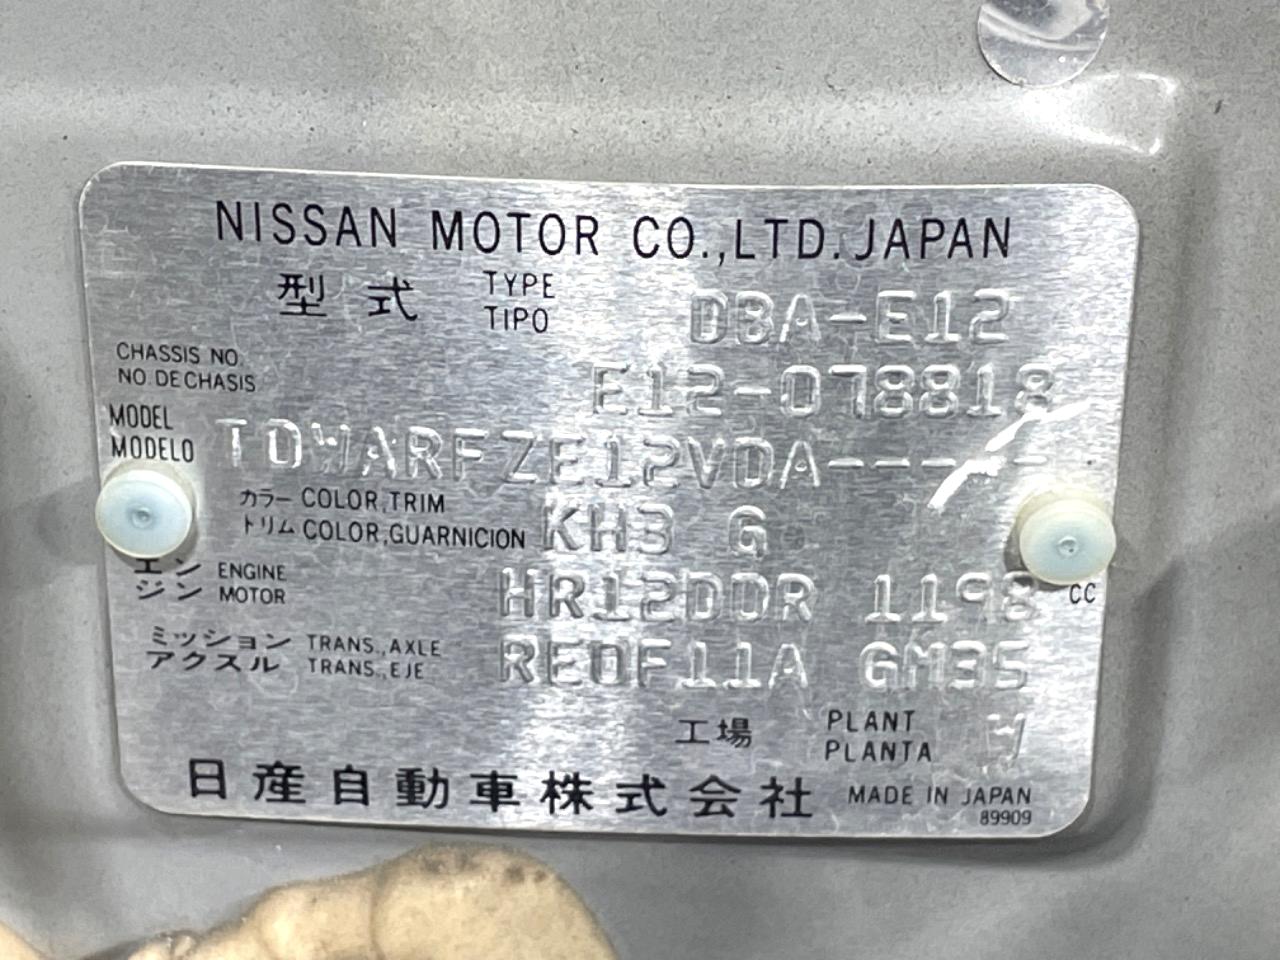 NISSAN MOTOR CO.,LTD.JAPAN
型式 TYPE TIPO DBA-E12
CHASSIS NO. NO.DE CHASIS E12-078818
MODEL MODELO TDWARFZE12VDA-----
カラー COLOR,TRIM
トリム COLOR,GUARNICION KH3 G
エンジン ENGINE MOTOR HR12DDR 1198 CC
ミッション TRANS.,AXLE
アクスル TRANS.,EJE RE0F11A GM35
工場 PLANT PLANTA W
日産自動車株式会社 MADE IN JAPAN
89909